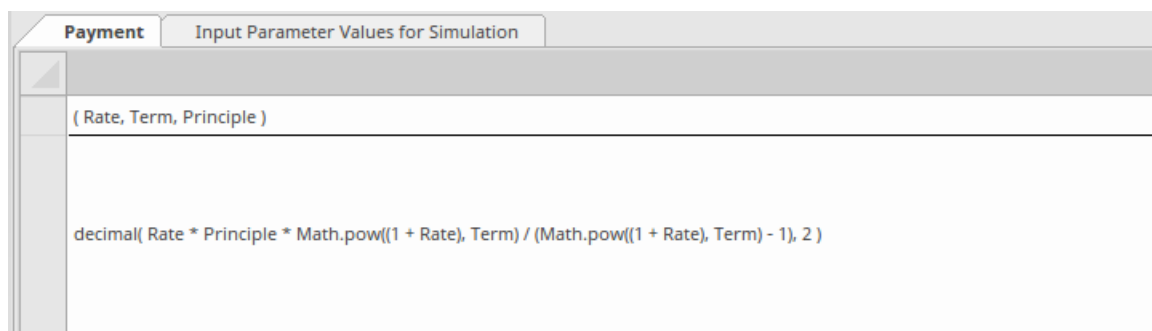 Payment Input Parameter Values for Simulation
( Rate, Term, Principle )
decimal( Rate * Principle * Math.pow((1 + Rate), Term) / (Math.pow((1 + Rate), Term) - 1), 2 )